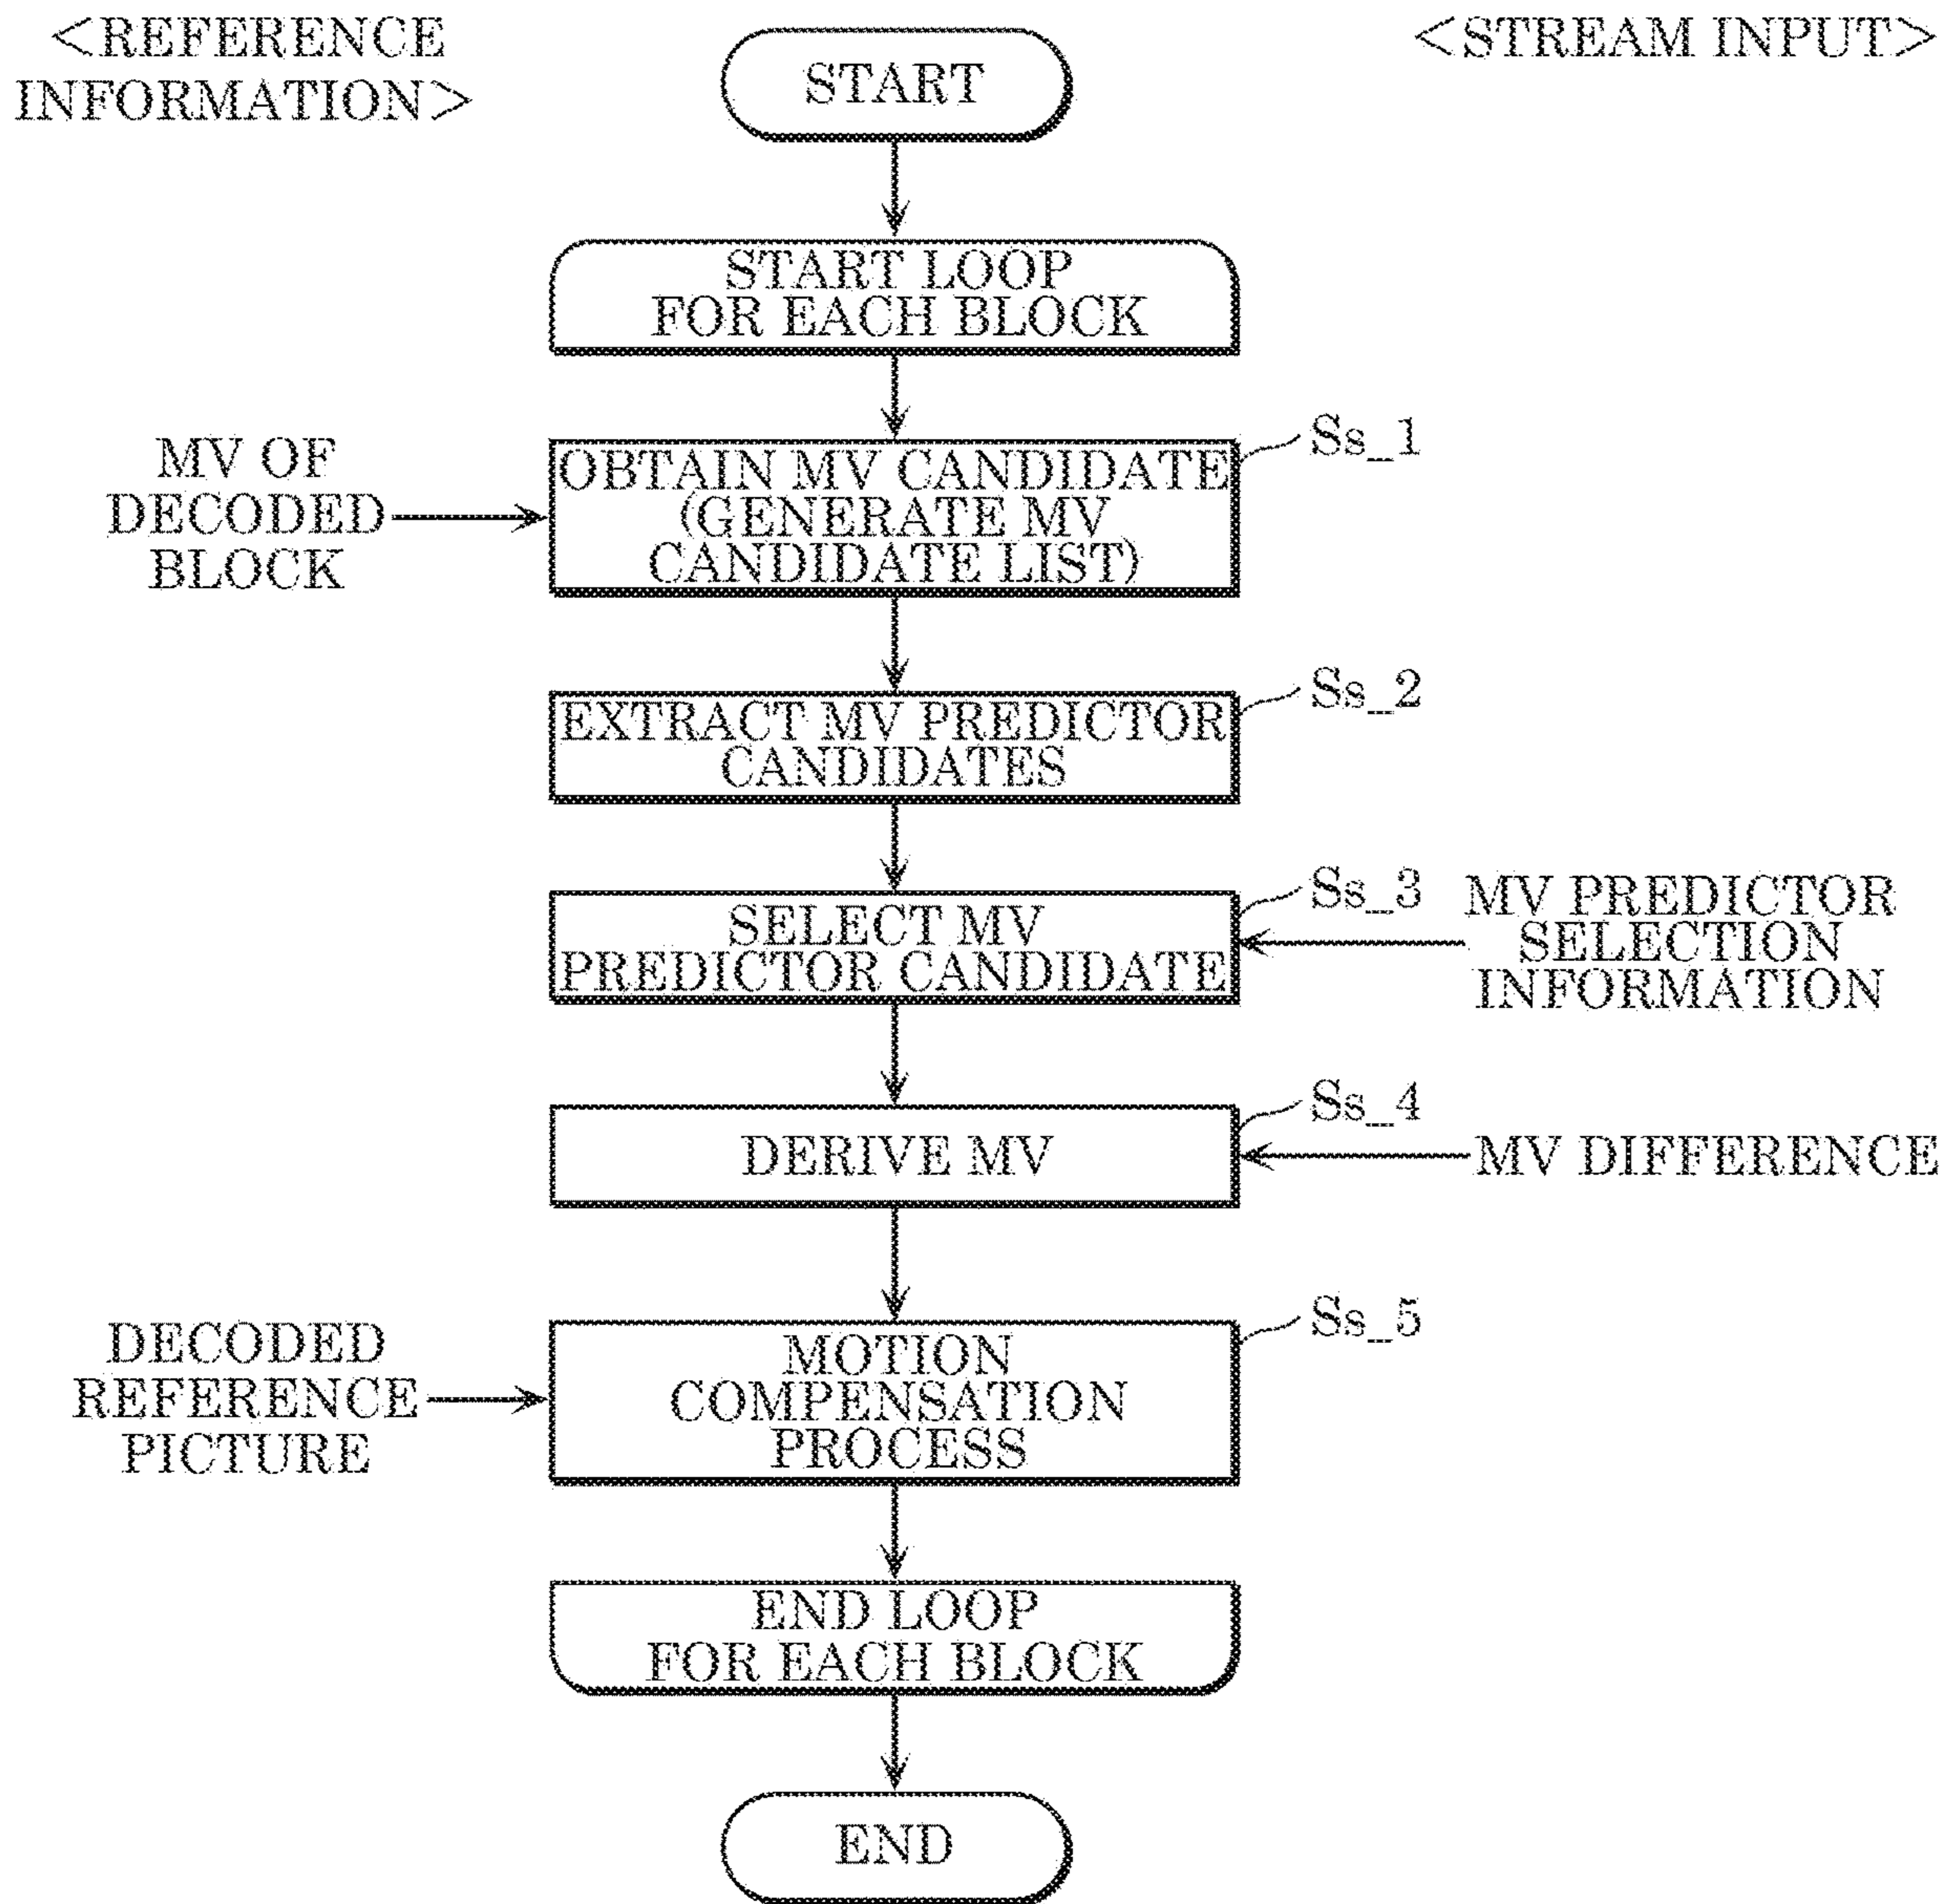 <REFERENCE
INFORMATION>
<STREAM INPUT>
START
START LOOP
FOR EACH BLOCK
MV OF
DECODED
BLOCK
OBTAIN MV CANDIDATE
(GENERATE MV
CANDIDATE LIST)
Ss_1
EXTRACT MV PREDICTOR
CANDIDATES
Ss_2
SELECT MV
PREDICTOR CANDIDATE
Ss_3
MV PREDICTOR
SELECTION
INFORMATION
DERIVE MV
Ss_4
MV DIFFERENCE
DECODED
REFERENCE
PICTURE
MOTION
COMPENSATION
PROCESS
Ss_5
END LOOP
FOR EACH BLOCK
END